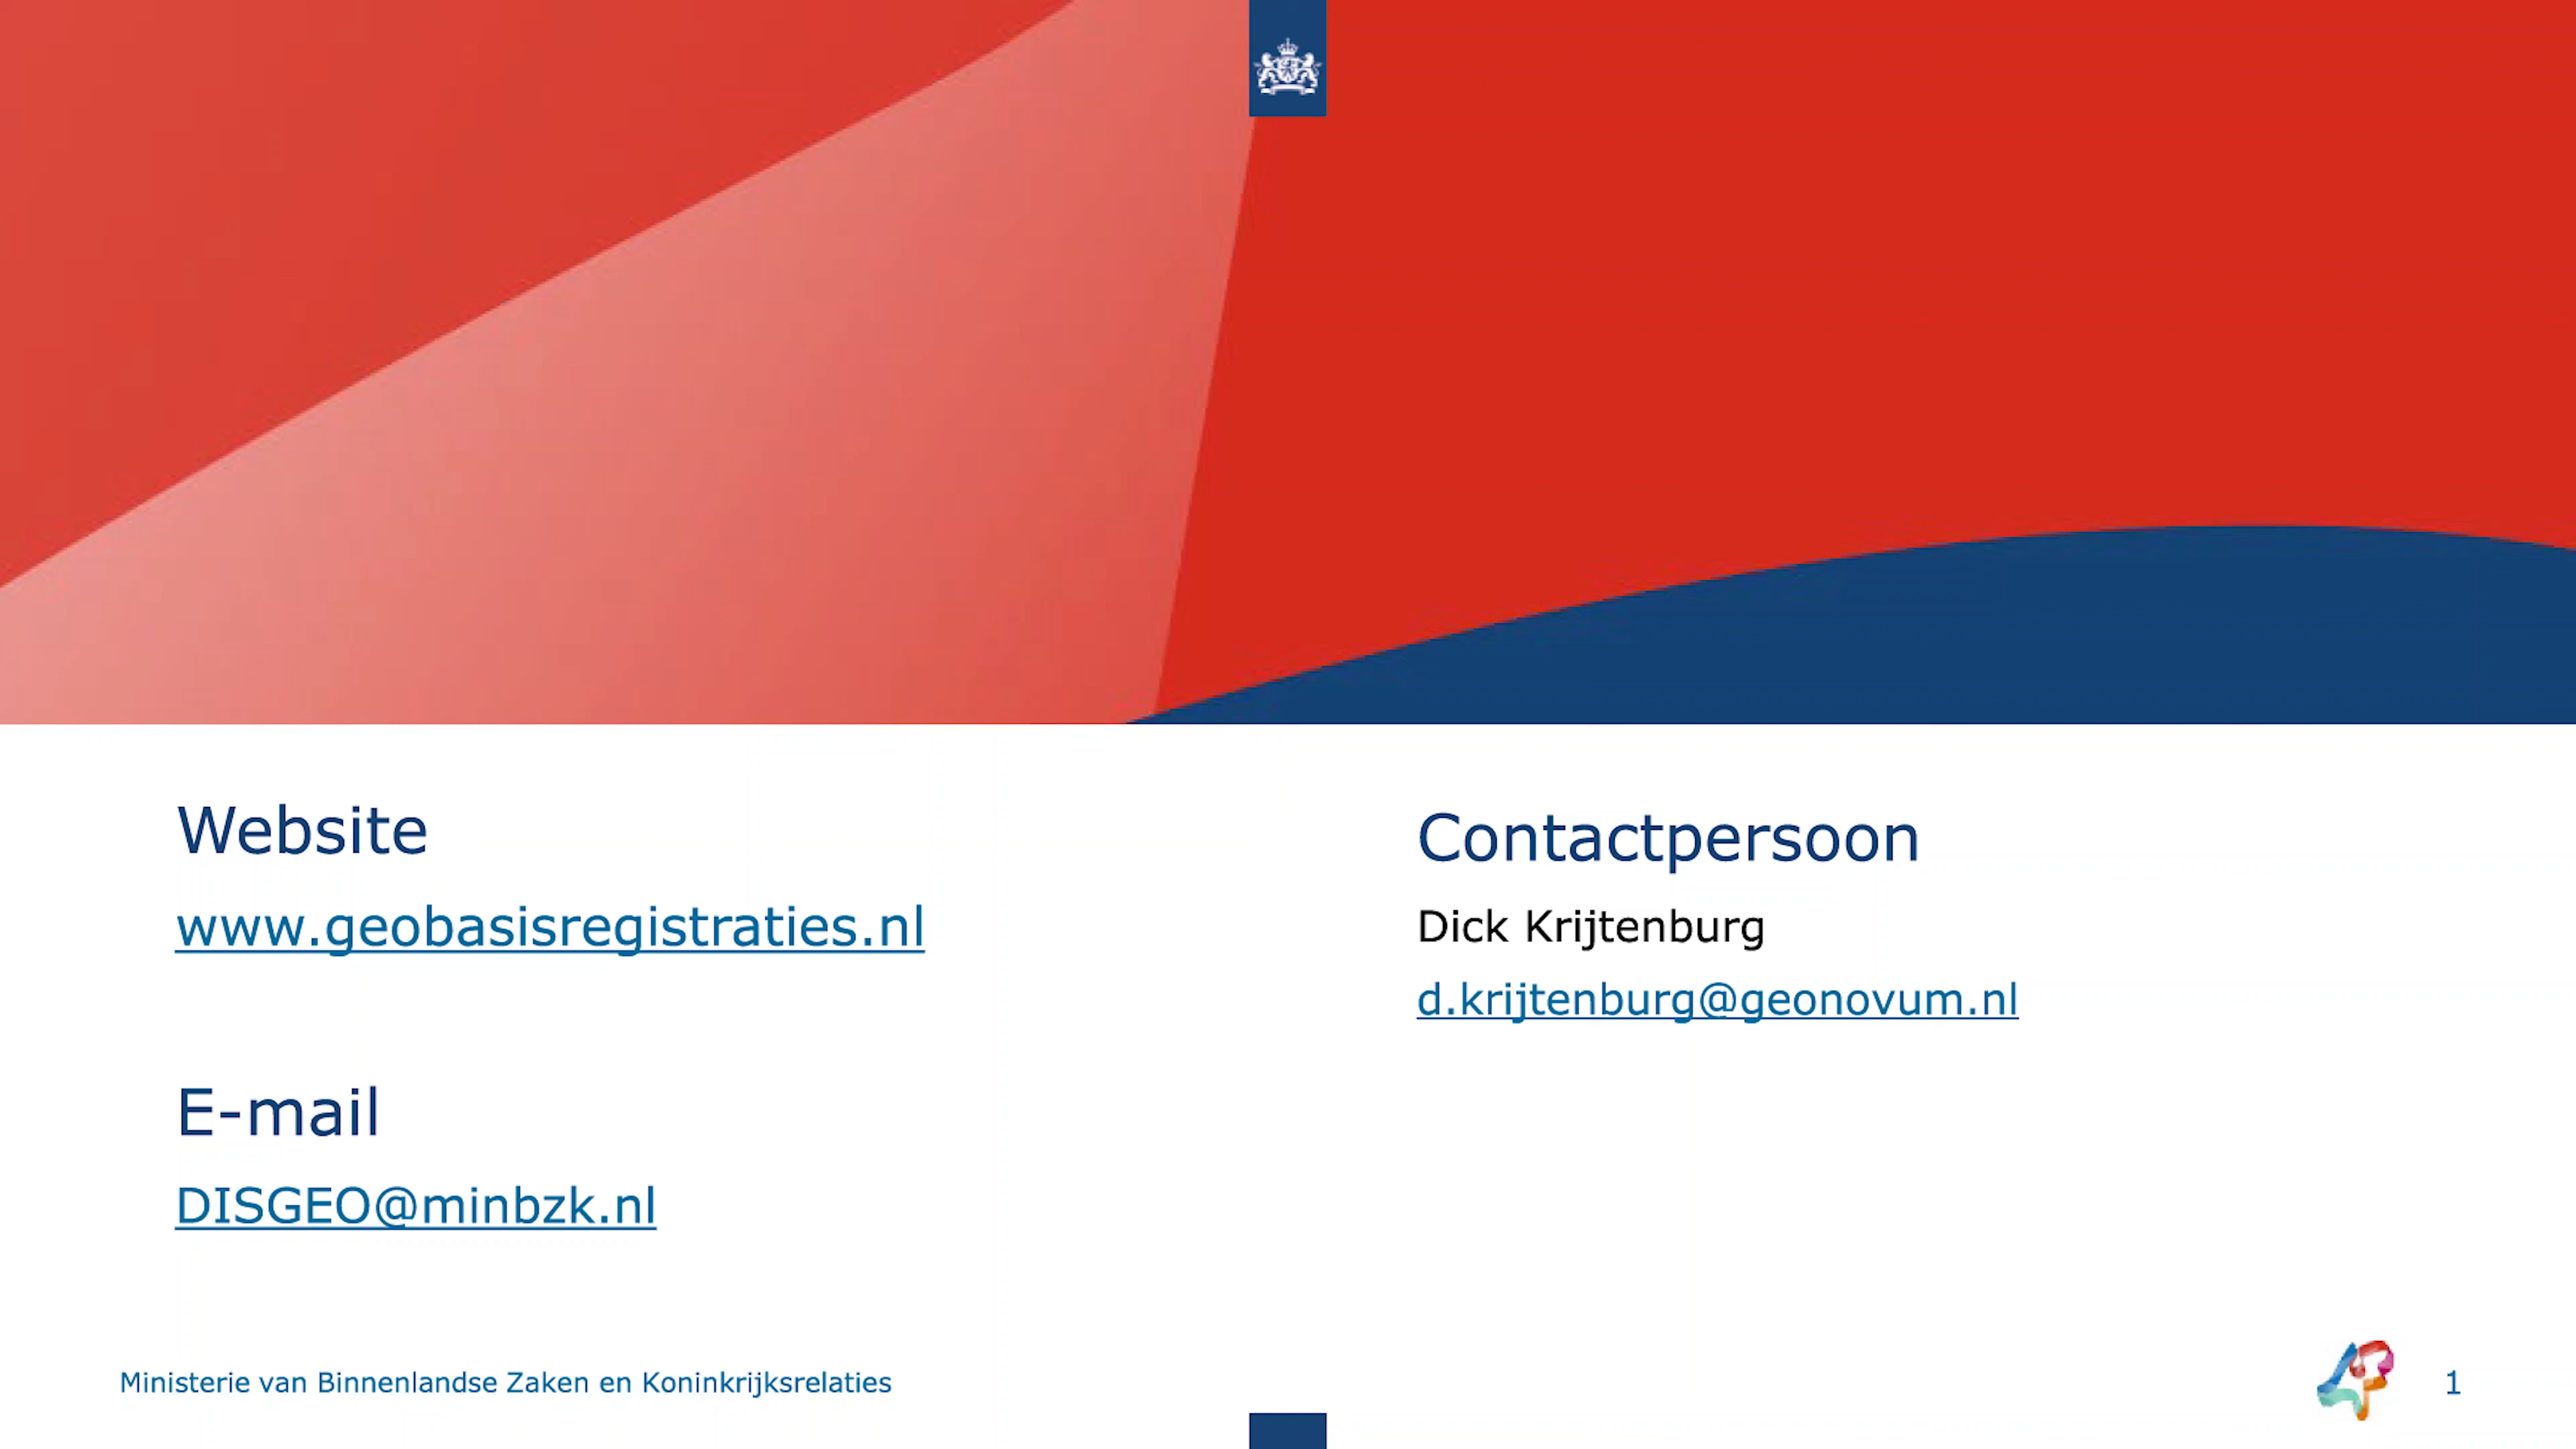 Website
www.geobasisregistraties.nl
E-mail
DISGEO@minbzk.nl
Contactpersoon
Dick Krijtenburg
d.krijtenburg@geonovum.nl
Ministerie van Binnenlandse Zaken en Koninkrijksrelaties
1